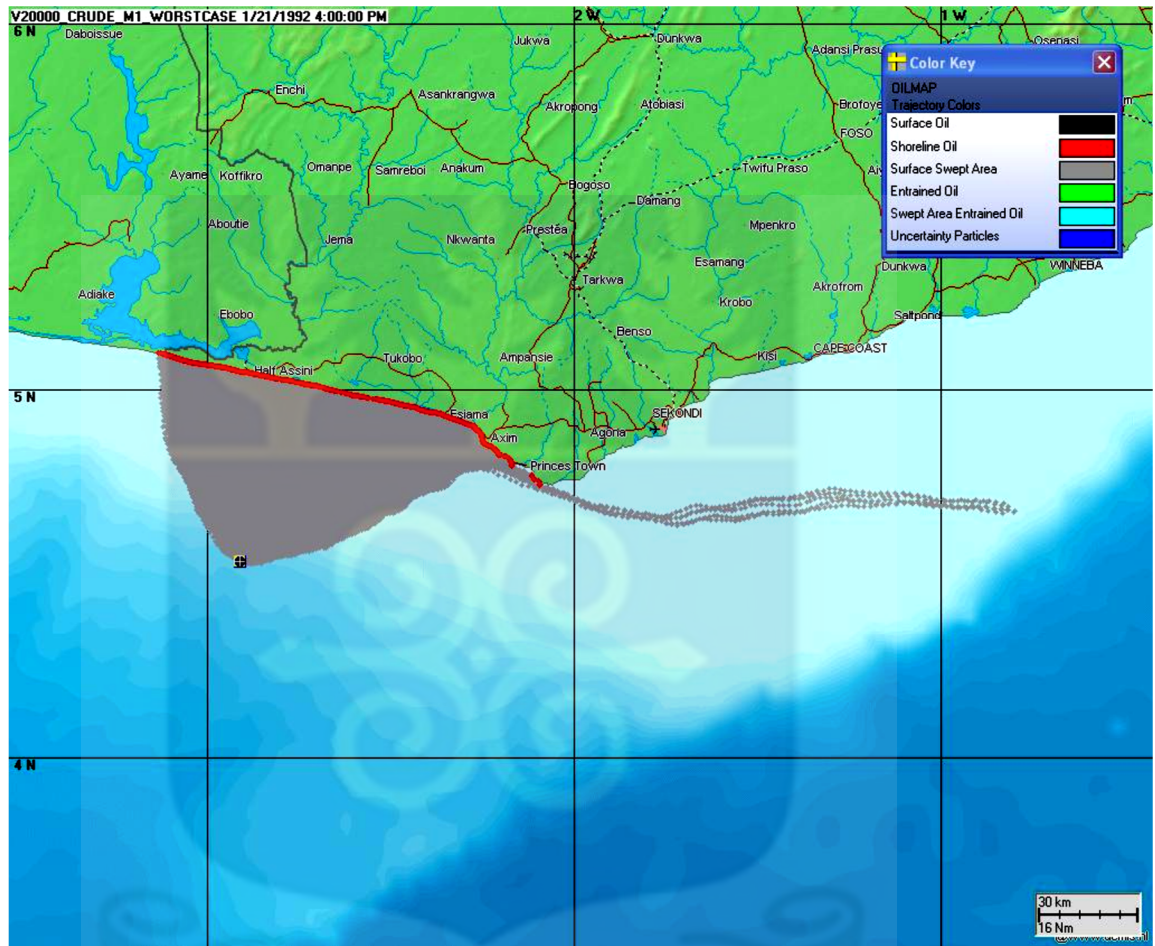 V20000_CRUDE_M1_WORSTCASE 1/21/1992 4:00:00 PM
2 W
1 W
6 N
Daboissue
Jukwa
Dunkwa
Osenasi
Adansi Prasu
Color Key
OILMAP
Trajectory Colors
Surface Oil
Shoreline Oil
Surface Swept Area
Entrained Oil
Swept Area Entrained Oil
Uncertainty Particles
Enchi
Asankrangwa
Akropong
Atobiasi
Brofoye
FOSO
Ayame
Koffikro
Omanpe
Samreboi
Anakum
Bogoso
Twifu Praso
Damang
Aboutie
Jema
Nkwanta
Prestea
Mpenkro
Esamang
Dunkwa
WINNEBA
Tarkwa
Akrofrom
Adiake
Krobo
Ebobo
Benso
Saltpond
Tukobo
Ampansie
Kisi
CAPE COAST
Half Assini
5 N
Esiama
SEKONDI
Axim
Agona
Princes Town
4 N
30 km
16 Nm